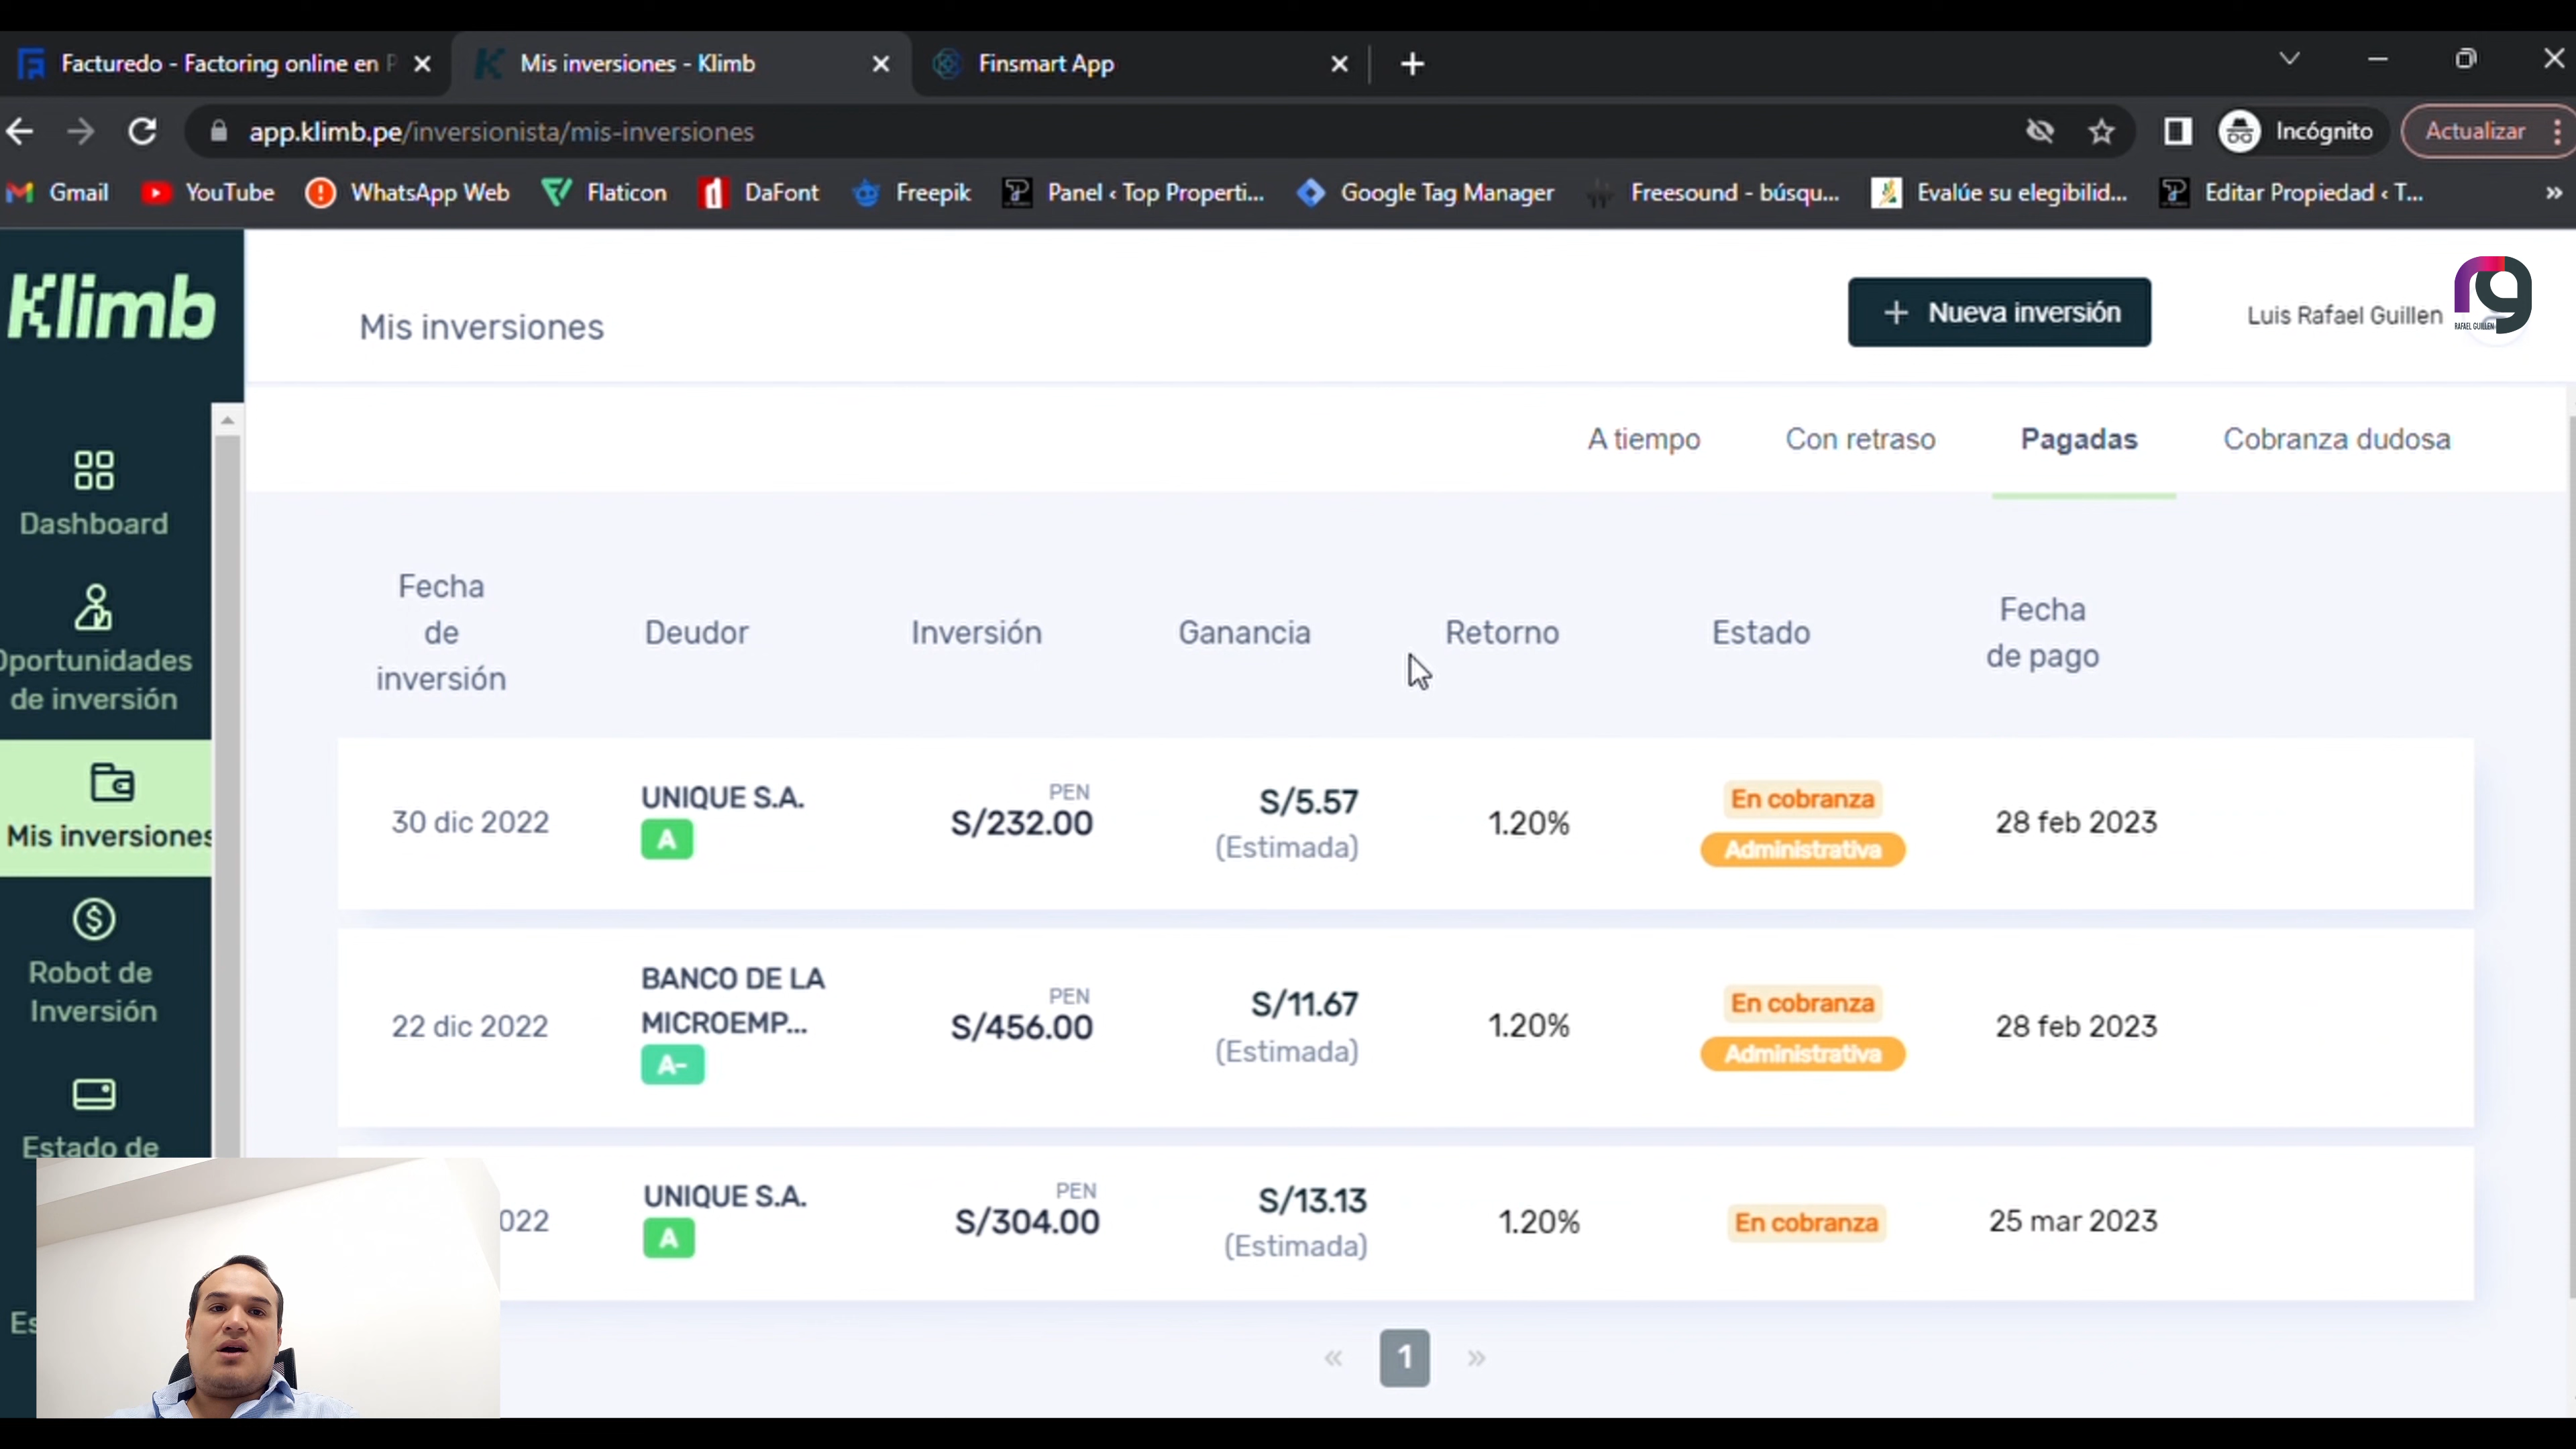 Facturedo - Factoring online en P
Mis inversiones - Klimb
Finsmart App
app.klimb.pe/inversionista/mis-inversiones
Incógnito
Actualizar
Gmail
YouTube
WhatsApp Web
Flaticon
DaFont
Freepik
Panel ‹ Top Properti...
Google Tag Manager
Freesound - búsqu...
Evalúe su elegibilid...
Editar Propiedad ‹ T...
»
Klimb
Mis inversiones
+ Nueva inversión
Luis Rafael Guillen
rg
RAFAEL GUILLEN
A tiempo
Con retraso
Pagadas
Cobranza dudosa
Dashboard
Oportunidades
de inversión
Mis inversiones
Robot de
Inversión
Estado de
Es
Fecha
de
inversión
Deudor
Inversión
Ganancia
Retorno
Estado
Fecha
de pago
30 dic 2022
UNIQUE S.A.
A
PEN
S/232.00
S/5.57
(Estimada)
1.20%
En cobranza
Administrativa
28 feb 2023
22 dic 2022
BANCO DE LA
MICROEMP...
A-
PEN
S/456.00
S/11.67
(Estimada)
1.20%
En cobranza
Administrativa
28 feb 2023
022
UNIQUE S.A.
A
PEN
S/304.00
S/13.13
(Estimada)
1.20%
En cobranza
25 mar 2023
« 1 »